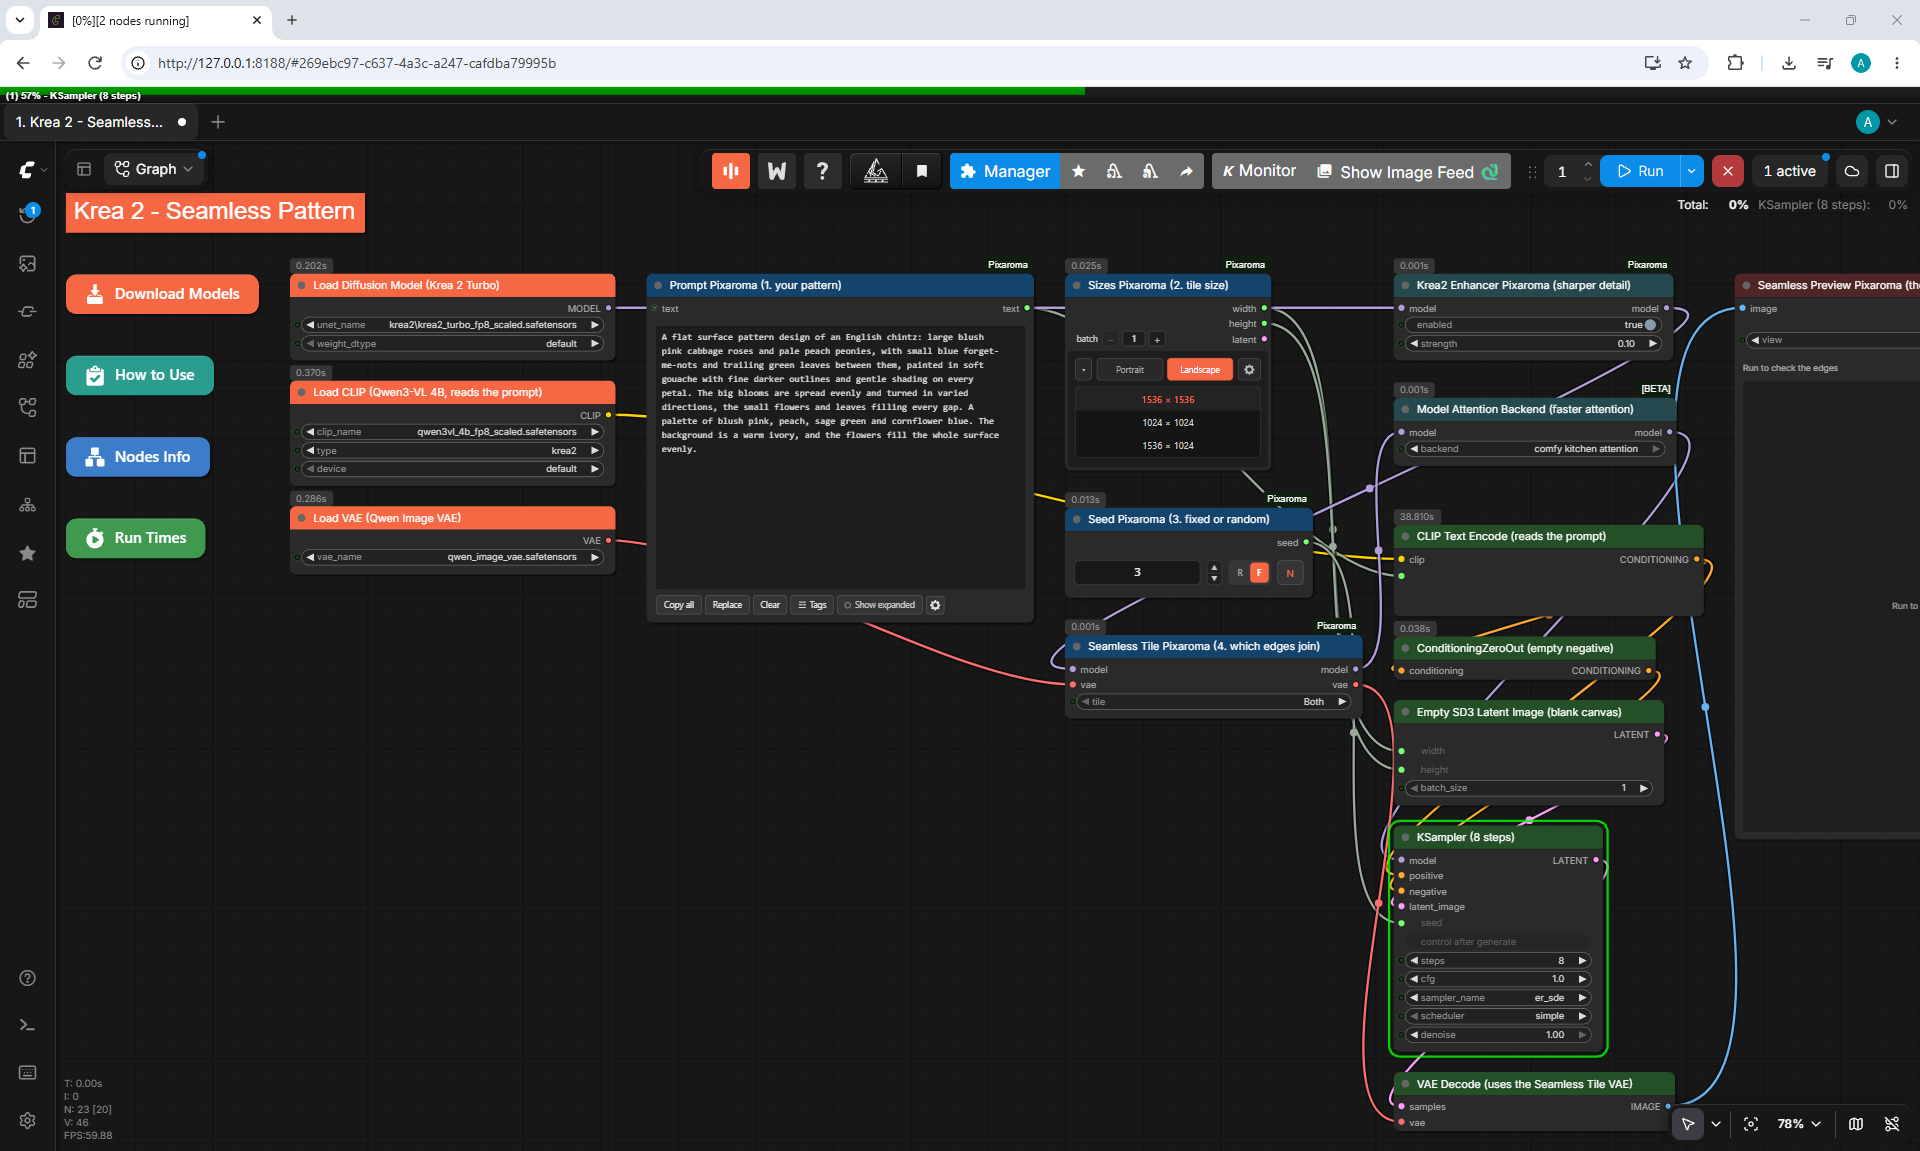 [0%][2 nodes running]
http://127.0.0.1:8188/#269ebc97-c637-4a3c-a247-cafdba79995b
A
(1) 57% - KSampler (8 steps)
1. Krea 2 - Seamless...
A
Graph
W
?
Manager
K Monitor
Show Image Feed
1
Run
1 active
Total: 0% KSampler (8 steps): 0%
1
Krea 2 - Seamless Pattern
Download Models
How to Use
Nodes Info
Run Times
0.202s
Load Diffusion Model (Krea 2 Turbo)
MODEL
unet_name krea2\krea2_turbo_fp8_scaled.safetensors
weight_dtype default
0.370s
Load CLIP (Qwen3-VL 4B, reads the prompt)
CLIP
clip_name qwen3vl_4b_fp8_scaled.safetensors
type krea2
device default
0.286s
Load VAE (Qwen Image VAE)
VAE
vae_name qwen_image_vae.safetensors
Pixaroma
Prompt Pixaroma (1. your pattern)
text text
A flat surface pattern design of an English chintz: large blush
pink cabbage roses and pale peach peonies, with small blue forget-
me-nots and trailing green leaves between them, painted in soft
gouache with fine darker outlines and gentle shading on every
petal. The big blooms are spread evenly and turned in varied
directions, the small flowers and leaves filling every gap. A
palette of blush pink, peach, sage green and cornflower blue. The
background is a warm ivory, and the flowers fill the whole surface
evenly.
Copy all Replace Clear Tags Show expanded
0.025s Pixaroma
Sizes Pixaroma (2. tile size)
width
height
latent
batch - 1 +
Portrait Landscape
1536 × 1536
1024 × 1024
1536 × 1024
0.013s Pixaroma
Seed Pixaroma (3. fixed or random)
seed
3 R F N
0.001s Pixaroma
Seamless Tile Pixaroma (4. which edges join)
model model
vae vae
tile Both
0.001s Pixaroma
Krea2 Enhancer Pixaroma (sharper detail)
model model
enabled true
strength 0.10
0.001s [BETA]
Model Attention Backend (faster attention)
model model
backend comfy kitchen attention
38.810s
CLIP Text Encode (reads the prompt)
clip CONDITIONING
0.038s
ConditioningZeroOut (empty negative)
conditioning CONDITIONING
Empty SD3 Latent Image (blank canvas)
LATENT
width
height
batch_size 1
KSampler (8 steps)
model LATENT
positive
negative
latent_image
seed
control after generate
steps 8
cfg 1.0
sampler_name er_sde
scheduler simple
denoise 1.00
VAE Decode (uses the Seamless Tile VAE)
samples IMAGE
vae
Seamless Preview Pixaroma (the
image
view
Run to check the edges
Run to
T: 0.00s
I: 0
N: 23 [20]
V: 46
FPS:59.88
78%